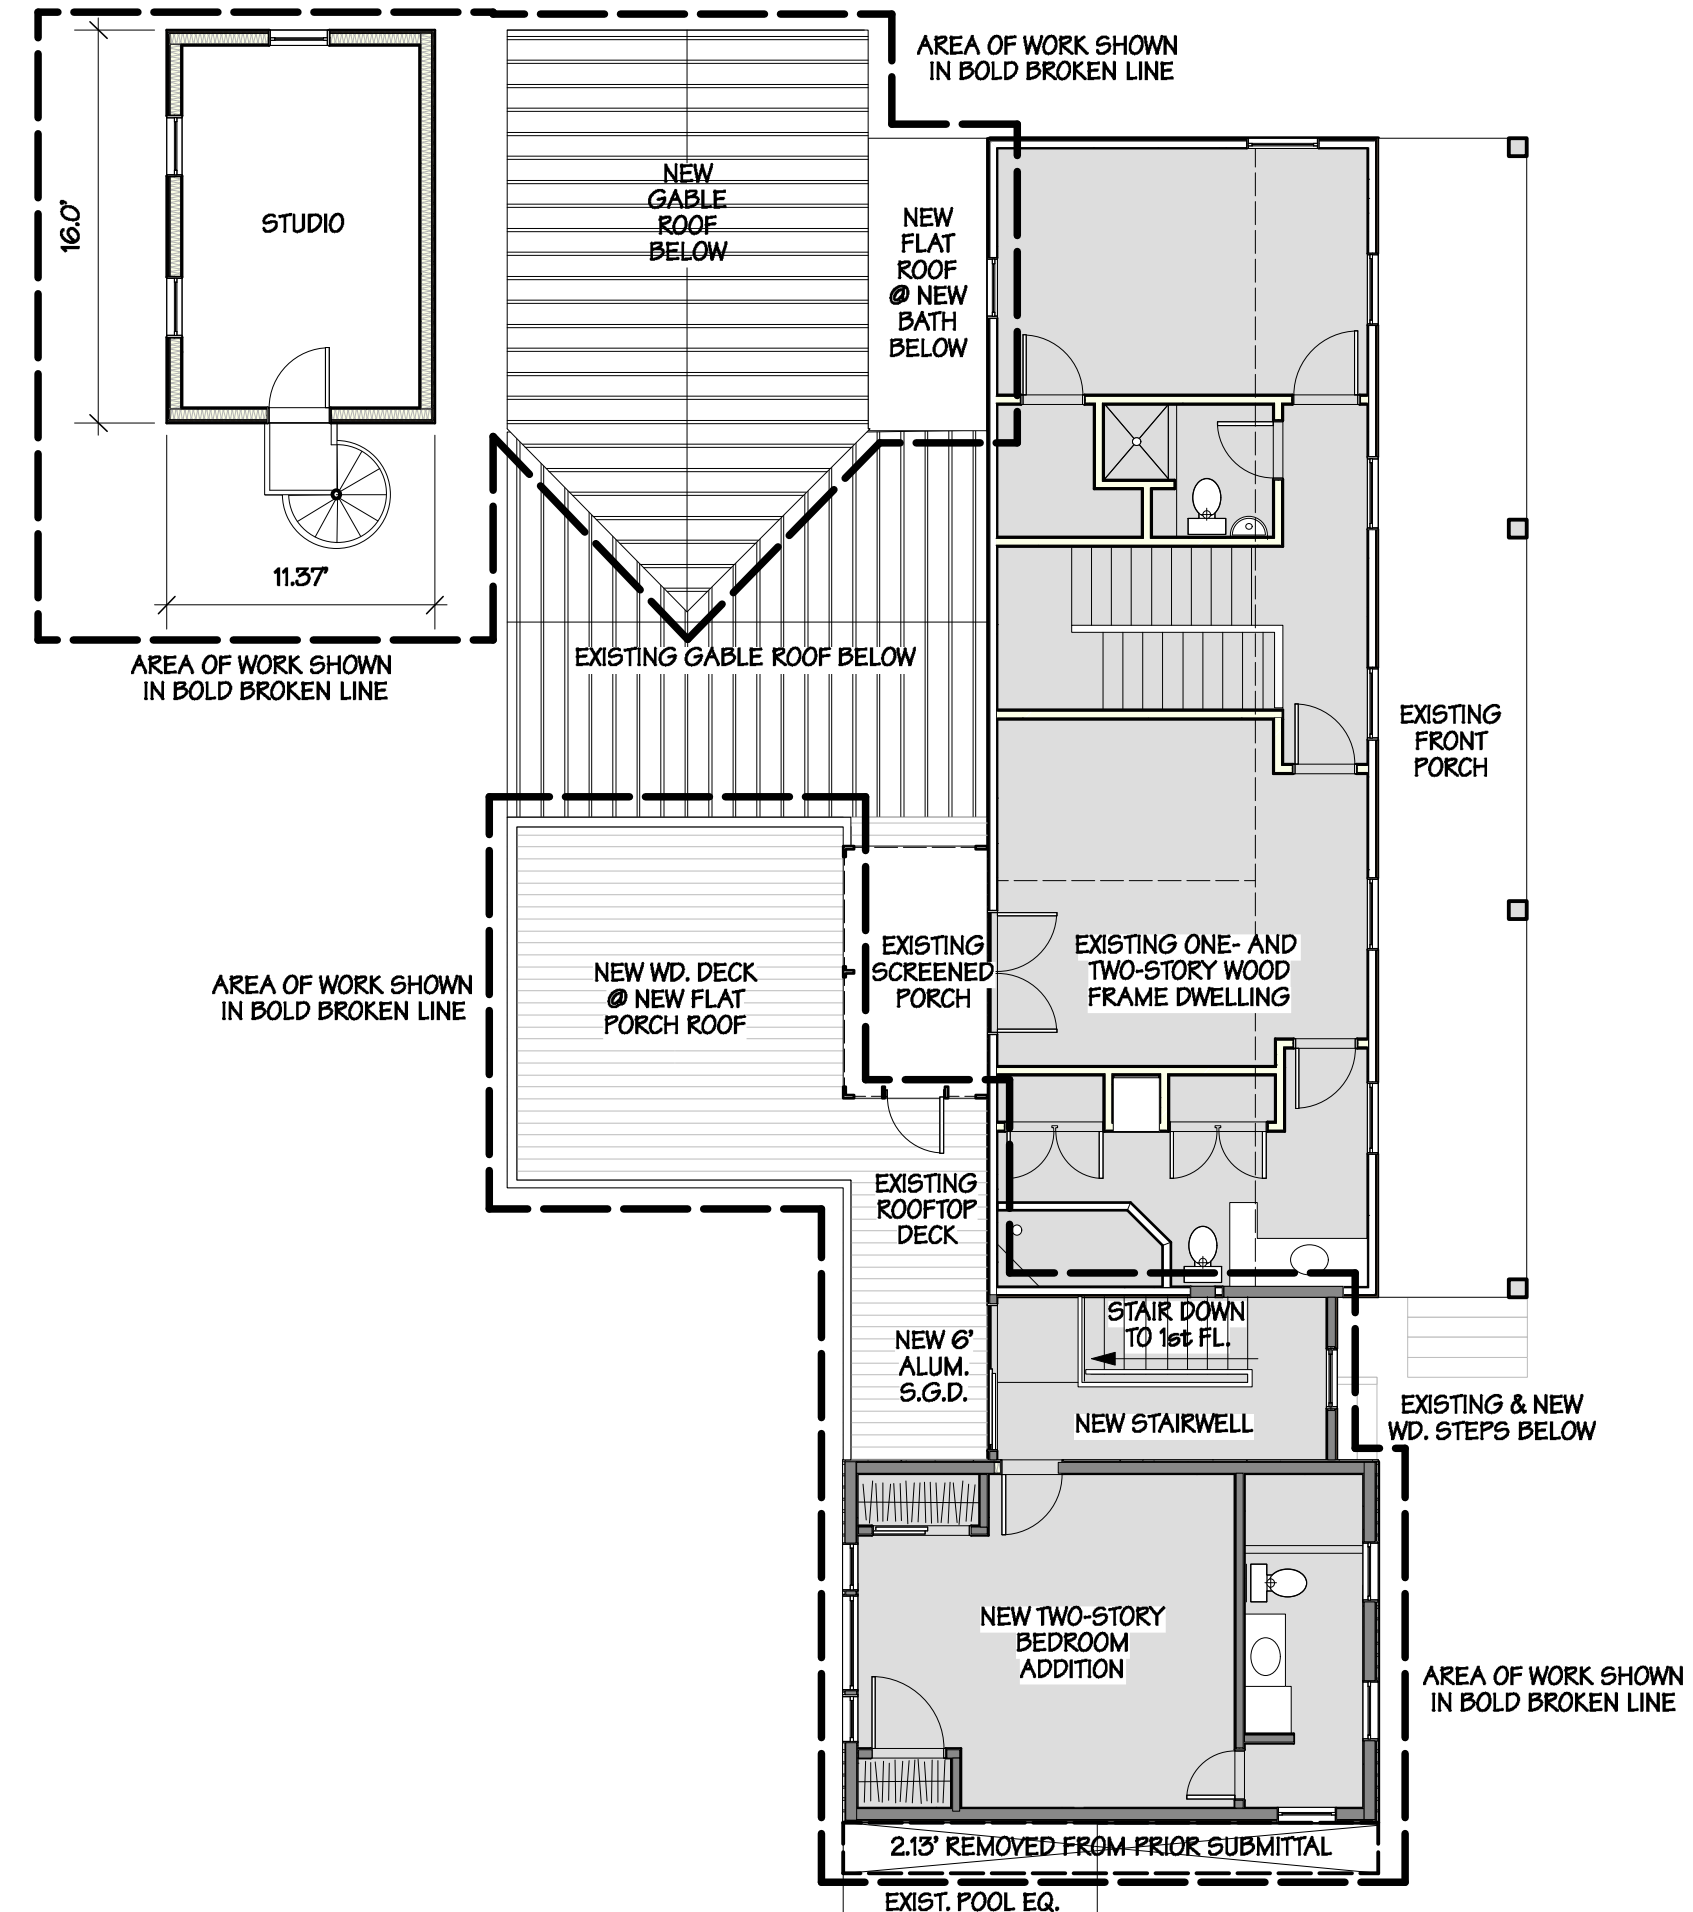 AREA OF WORK SHOWN
IN BOLD BROKEN LINE
NEW
GABLE
ROOF
BELOW
STUDIO
16.0'
NEW
FLAT
ROOF
@ NEW
BATH
BELOW
11.37'
AREA OF WORK SHOWN
IN BOLD BROKEN LINE
EXISTING GABLE ROOF BELOW
EXISTING
FRONT
PORCH
AREA OF WORK SHOWN
IN BOLD BROKEN LINE
NEW WD. DECK
@ NEW FLAT
PORCH ROOF
EXISTING
SCREENED
PORCH
EXISTING ONE- AND
TWO-STORY WOOD
FRAME DWELLING
EXISTING
ROOFTOP
DECK
STAIR DOWN
TO 1st FL.
NEW 6'
ALUM.
S.G.D.
NEW STAIRWELL
EXISTING & NEW
WD. STEPS BELOW
NEW TWO-STORY
BEDROOM
ADDITION
AREA OF WORK SHOWN
IN BOLD BROKEN LINE
2.13' REMOVED FROM PRIOR SUBMITTAL
EXIST. POOL EQ.